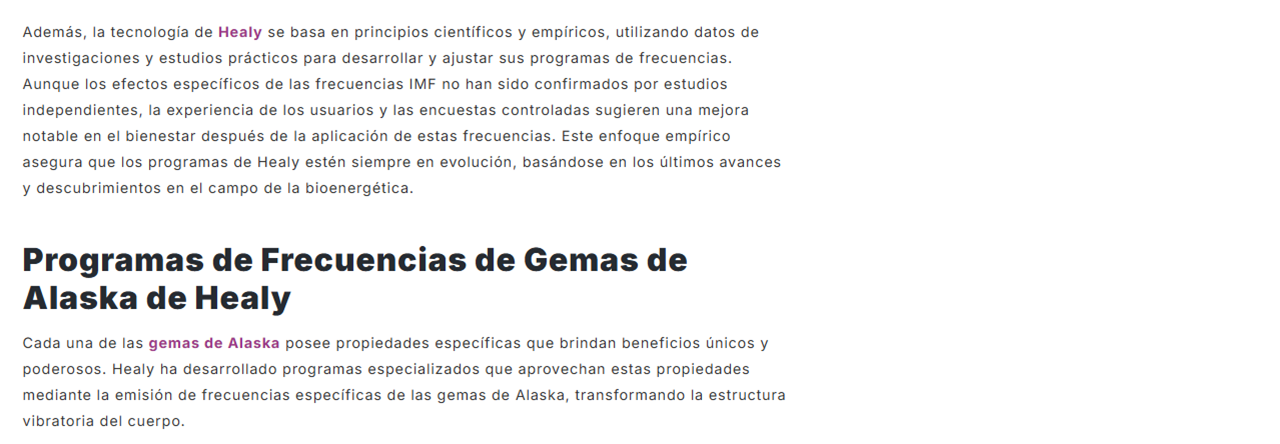 Además, la tecnología de Healy se basa en principios científicos y empíricos, utilizando datos de
investigaciones y estudios prácticos para desarrollar y ajustar sus programas de frecuencias.
Aunque los efectos específicos de las frecuencias IMF no han sido confirmados por estudios
independientes, la experiencia de los usuarios y las encuestas controladas sugieren una mejora
notable en el bienestar después de la aplicación de estas frecuencias. Este enfoque empírico
asegura que los programas de Healy estén siempre en evolución, basándose en los últimos avances
y descubrimientos en el campo de la bioenergética.
Programas de Frecuencias de Gemas de
Alaska de Healy
Cada una de las gemas de Alaska posee propiedades específicas que brindan beneficios únicos y
poderosos. Healy ha desarrollado programas especializados que aprovechan estas propiedades
mediante la emisión de frecuencias específicas de las gemas de Alaska, transformando la estructura
vibratoria del cuerpo.